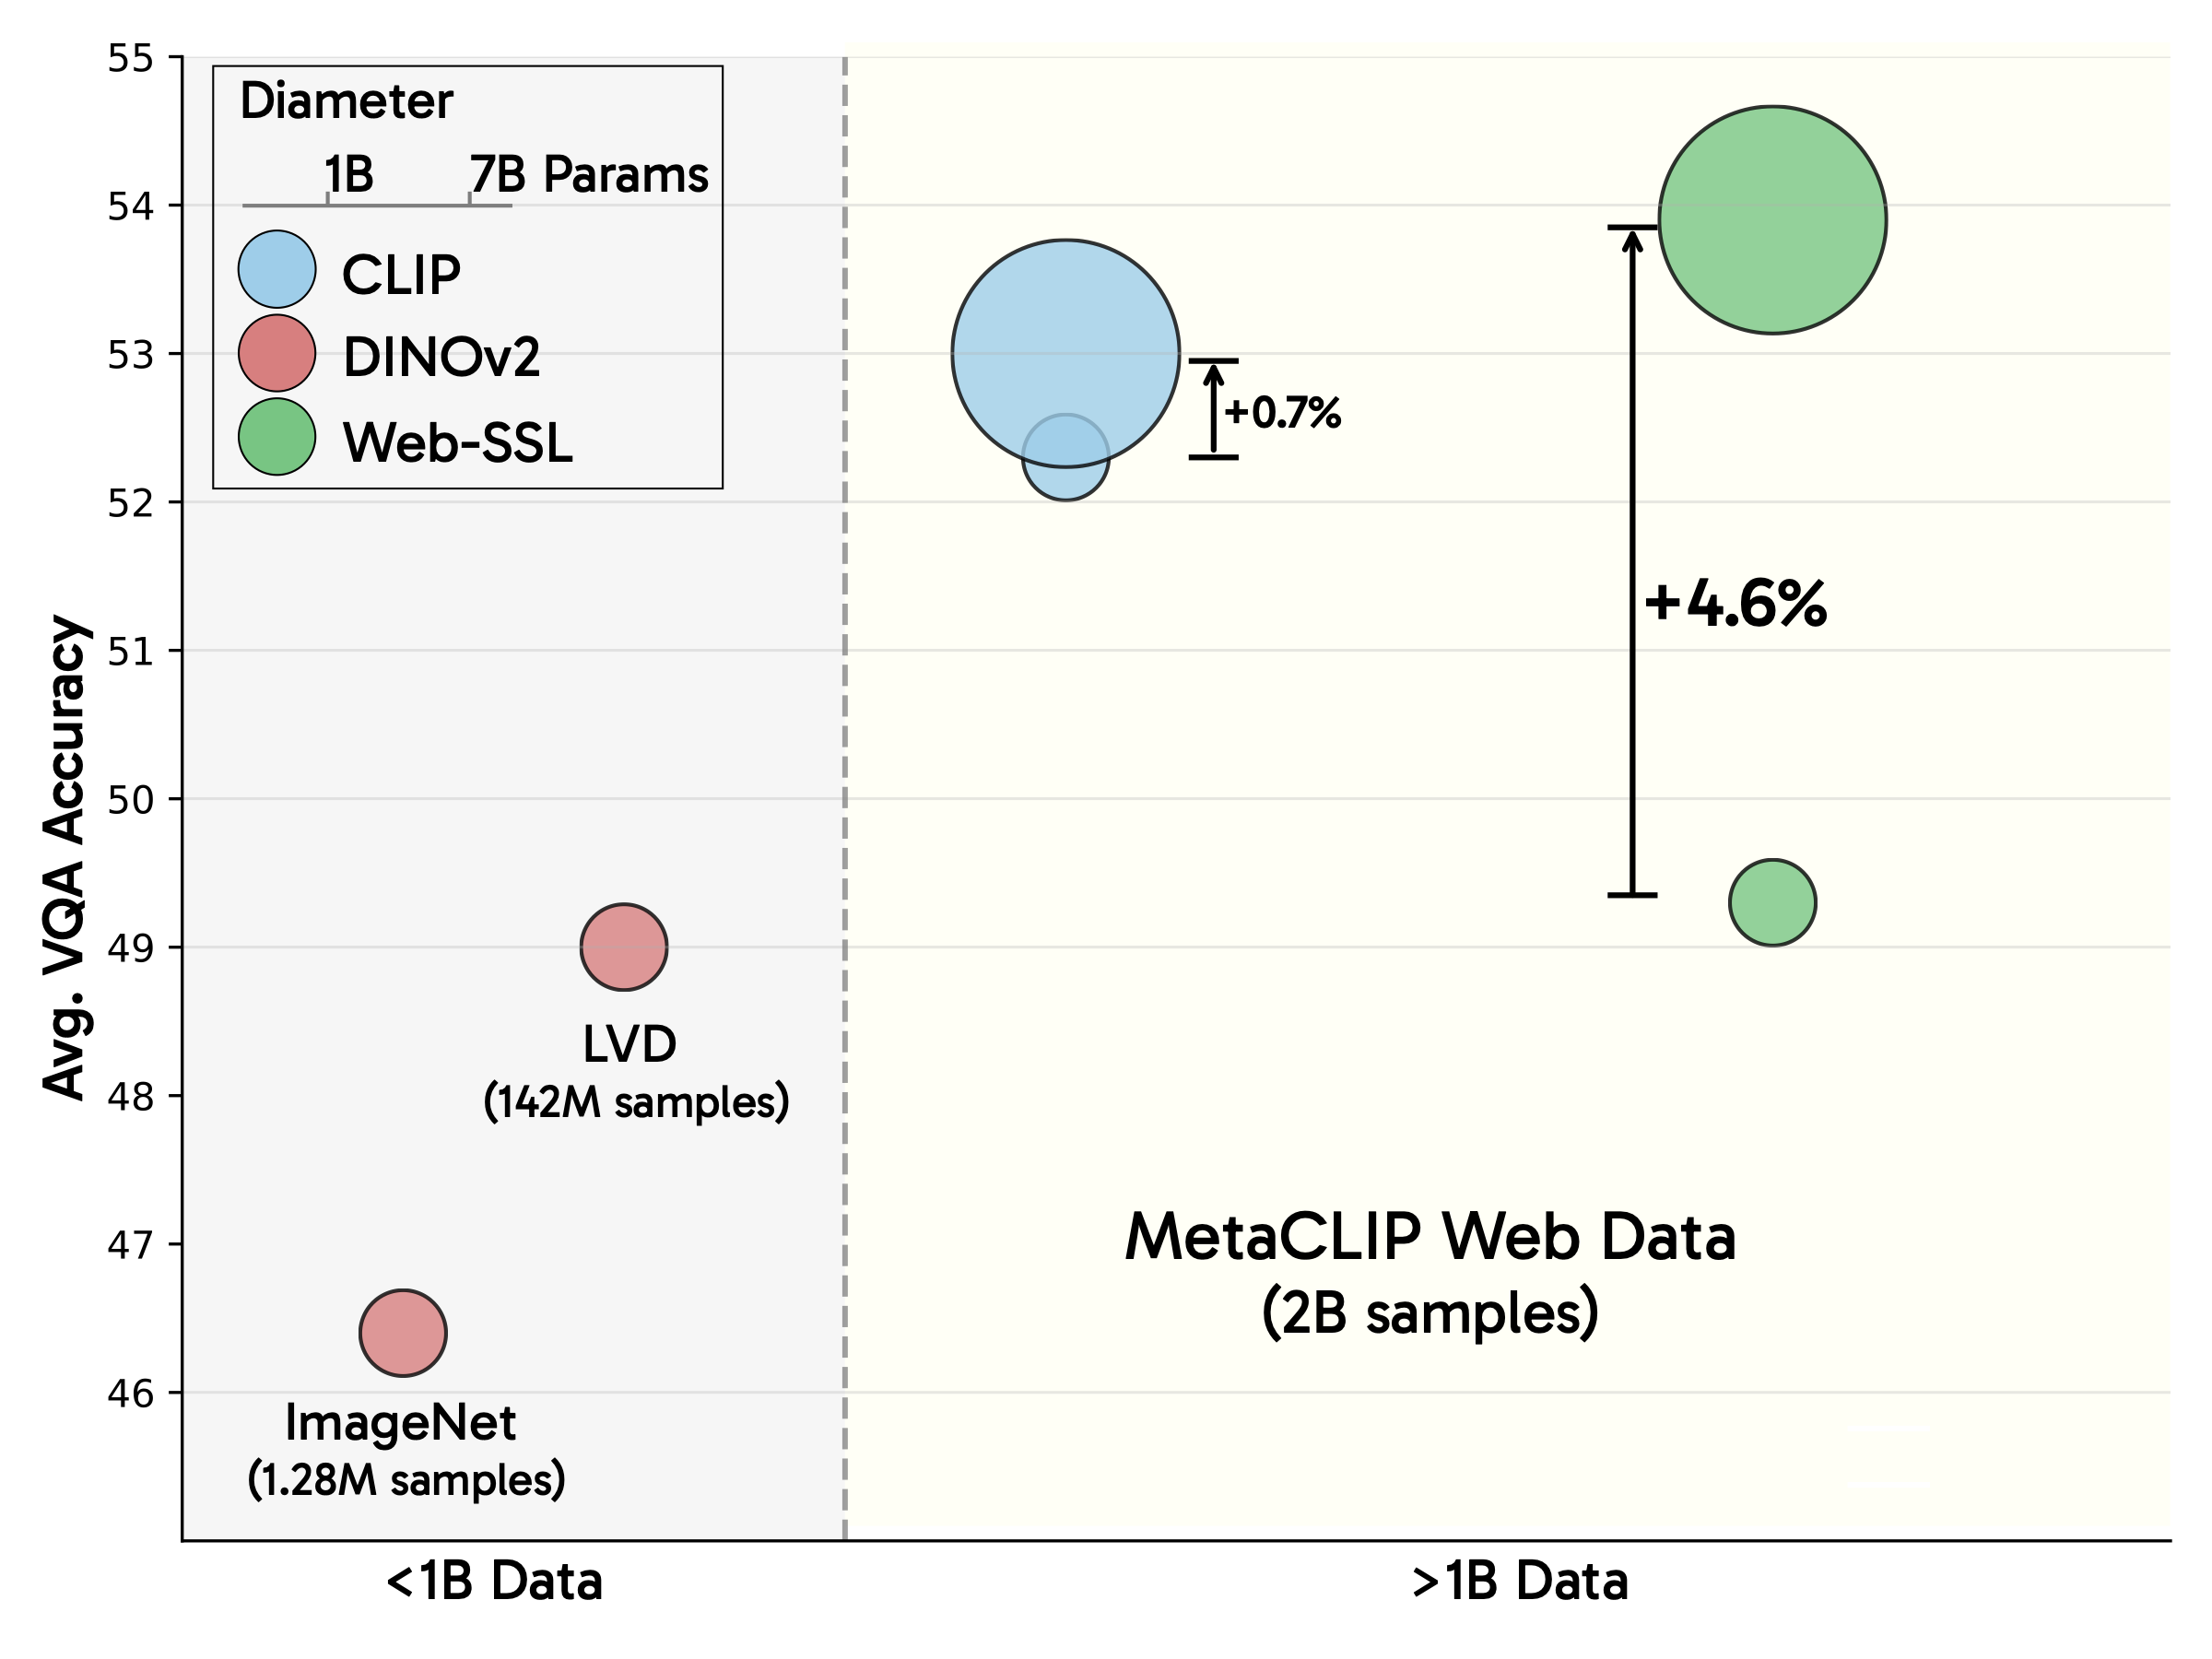 Avg. VQA Accuracy
55
54
53
52
51
50
49
48
47
46
Diameter
1B 7B Params
CLIP
DINOv2
Web-SSL
+0.7%
+4.6%
LVD
(142M samples)
ImageNet
(1.28M samples)
MetaCLIP Web Data
(2B samples)
<1B Data
>1B Data